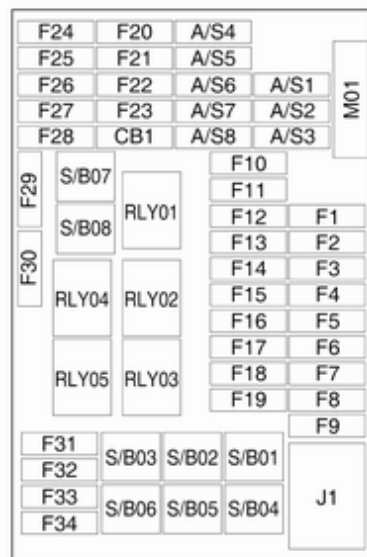 F24 F20 A/S4
F25 F21 A/S5
F26 F22 A/S6 A/S1
F27 F23 A/S7 A/S2
F28 CB1 A/S8 A/S3
M01
F29
F30
S/B07
S/B08
RLY01
RLY04 RLY02
RLY05 RLY03
F10
F11
F12 F1
F13 F2
F14 F3
F15 F4
F16 F5
F17 F6
F18 F7
F19 F8
F9
F31
F32
F33
F34
S/B03 S/B02 S/B01
S/B06 S/B05 S/B04
J1